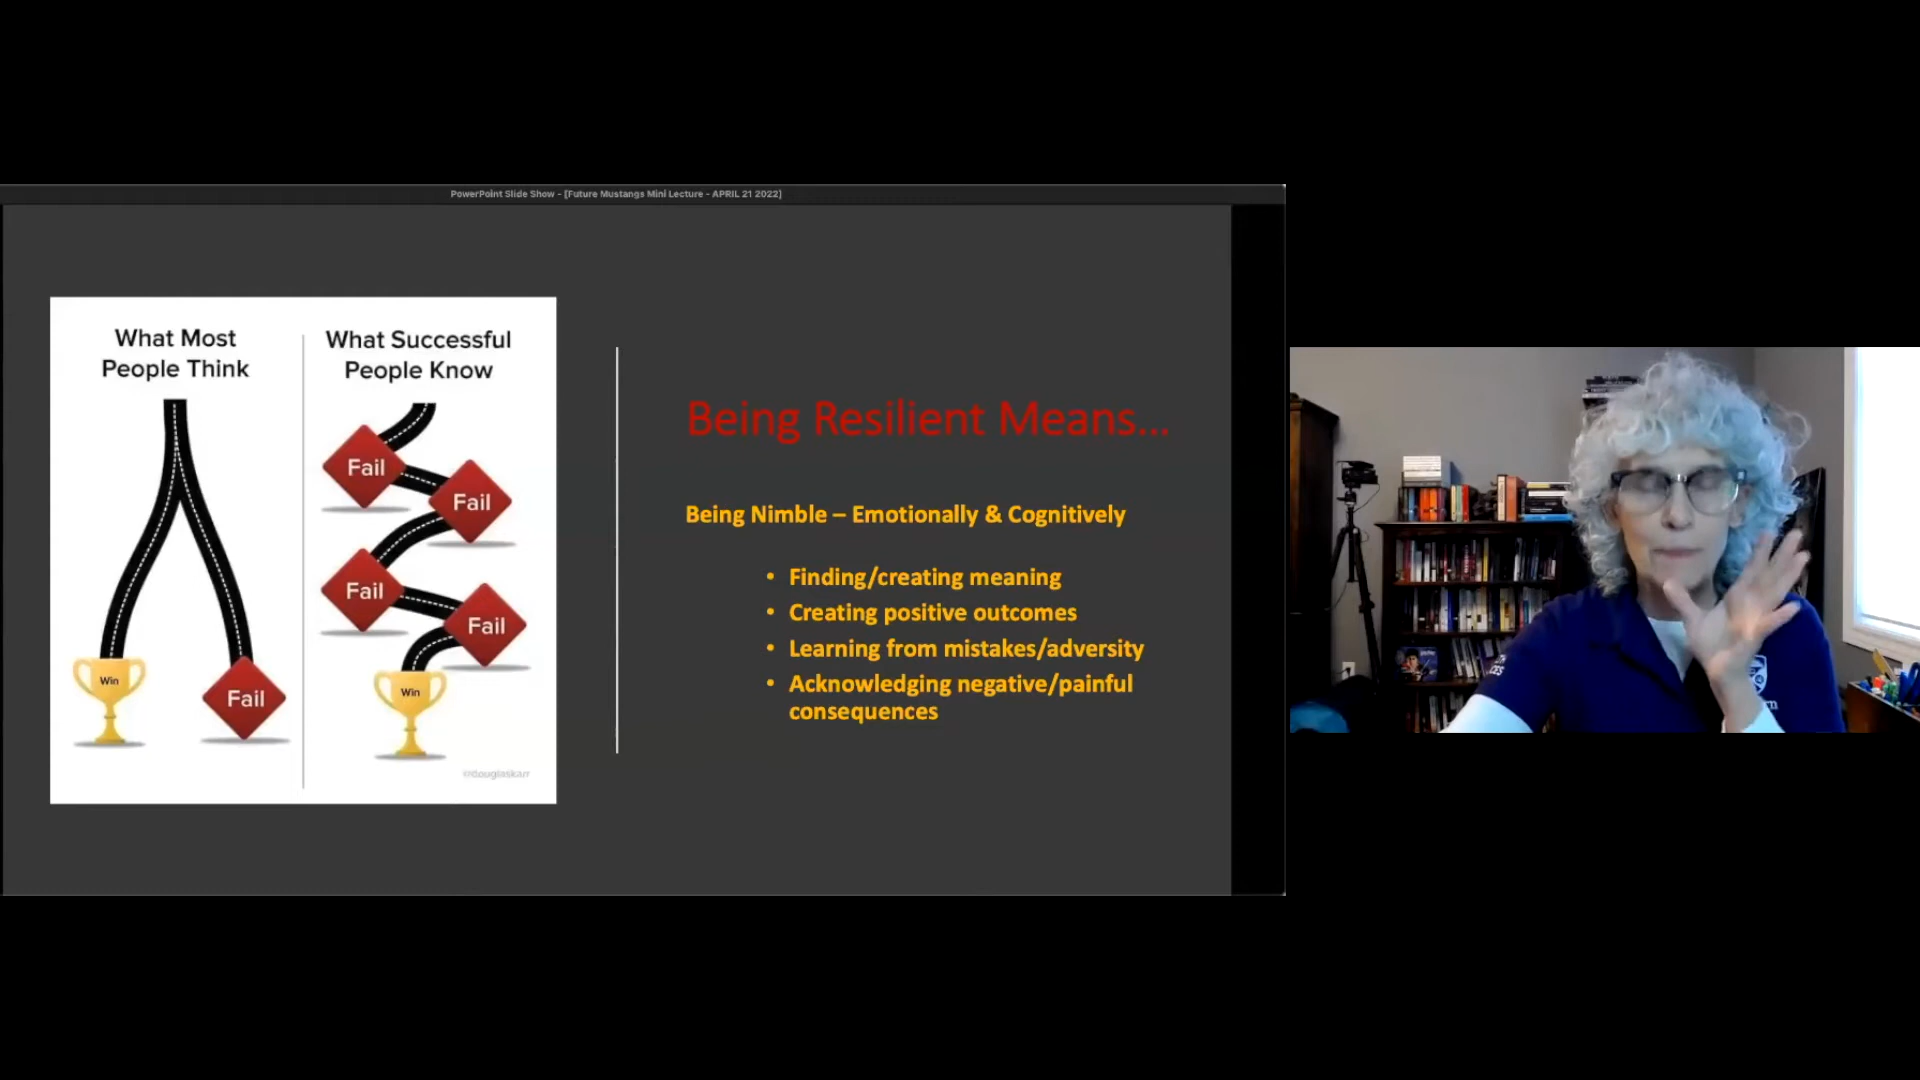 PowerPoint Slide Show - [Future Mustangs Mini Lecture - APRIL 21 2022]
What Most
People Think
Win
Fail
What Successful
People Know
Fail
Fail
Fail
Fail
Win
@douglaskarr
Being Resilient Means...
Being Nimble – Emotionally & Cognitively
• Finding/creating meaning
• Creating positive outcomes
• Learning from mistakes/adversity
• Acknowledging negative/painful
consequences